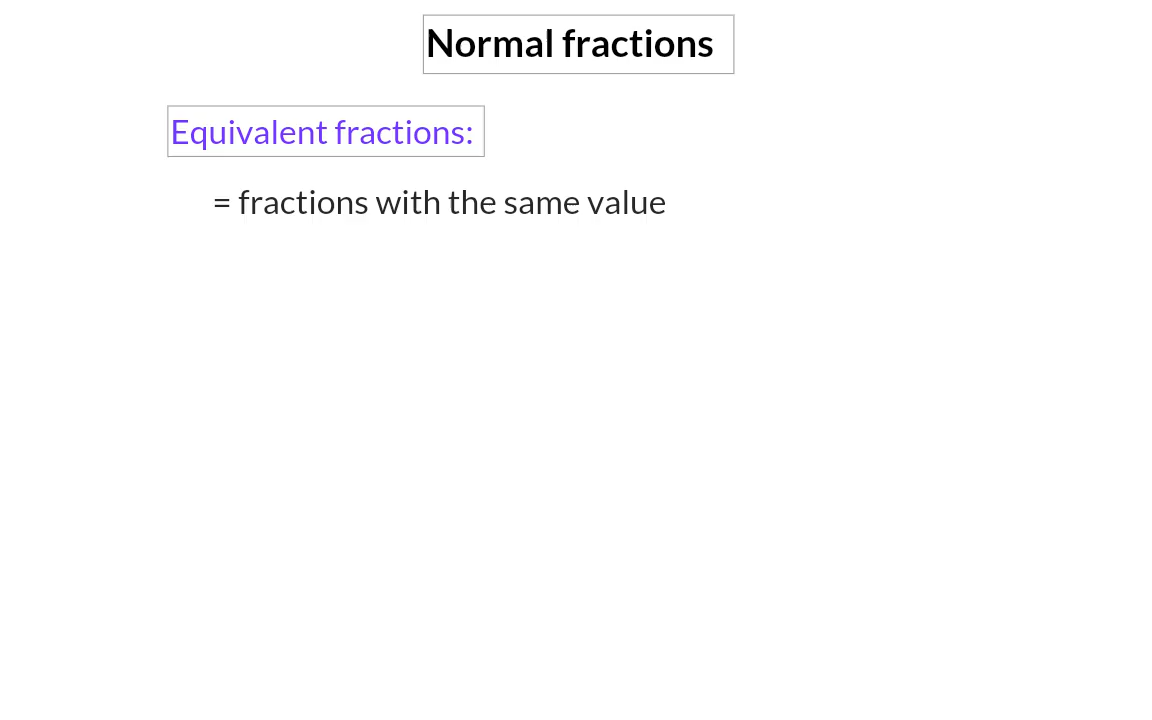 Normal fractions
Equivalent fractions:
= fractions with the same value